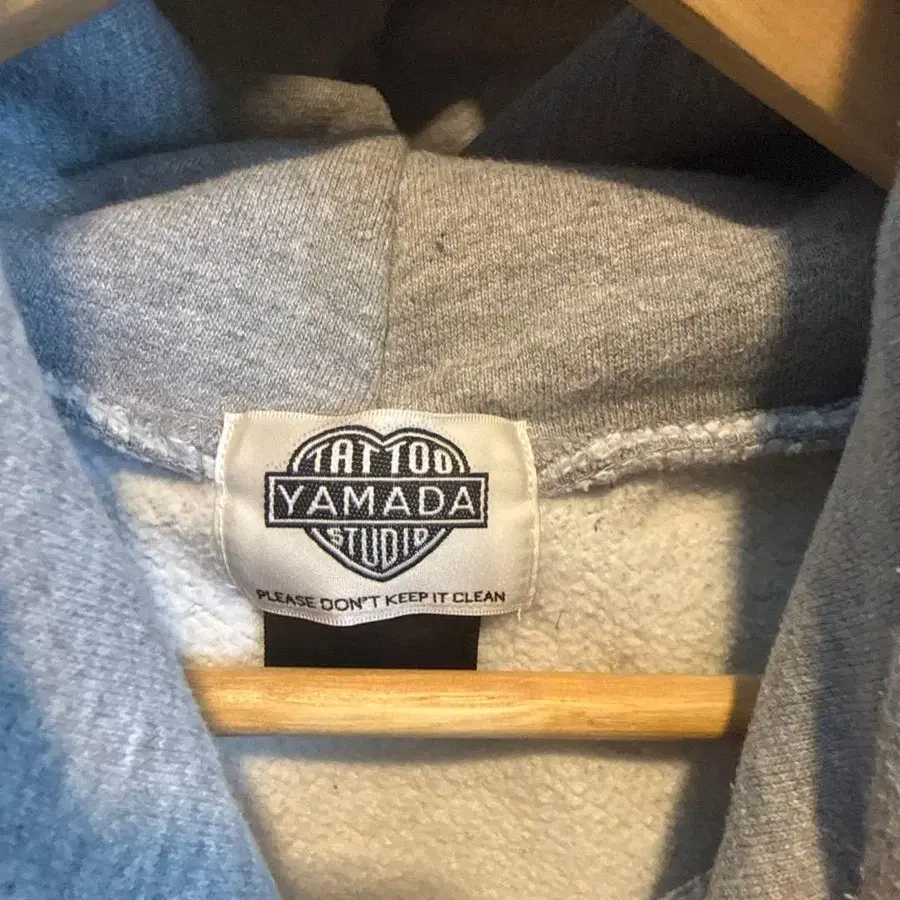 TATTOO
YAMADA
STUDIO
PLEASE DON'T KEEP IT CLEAN